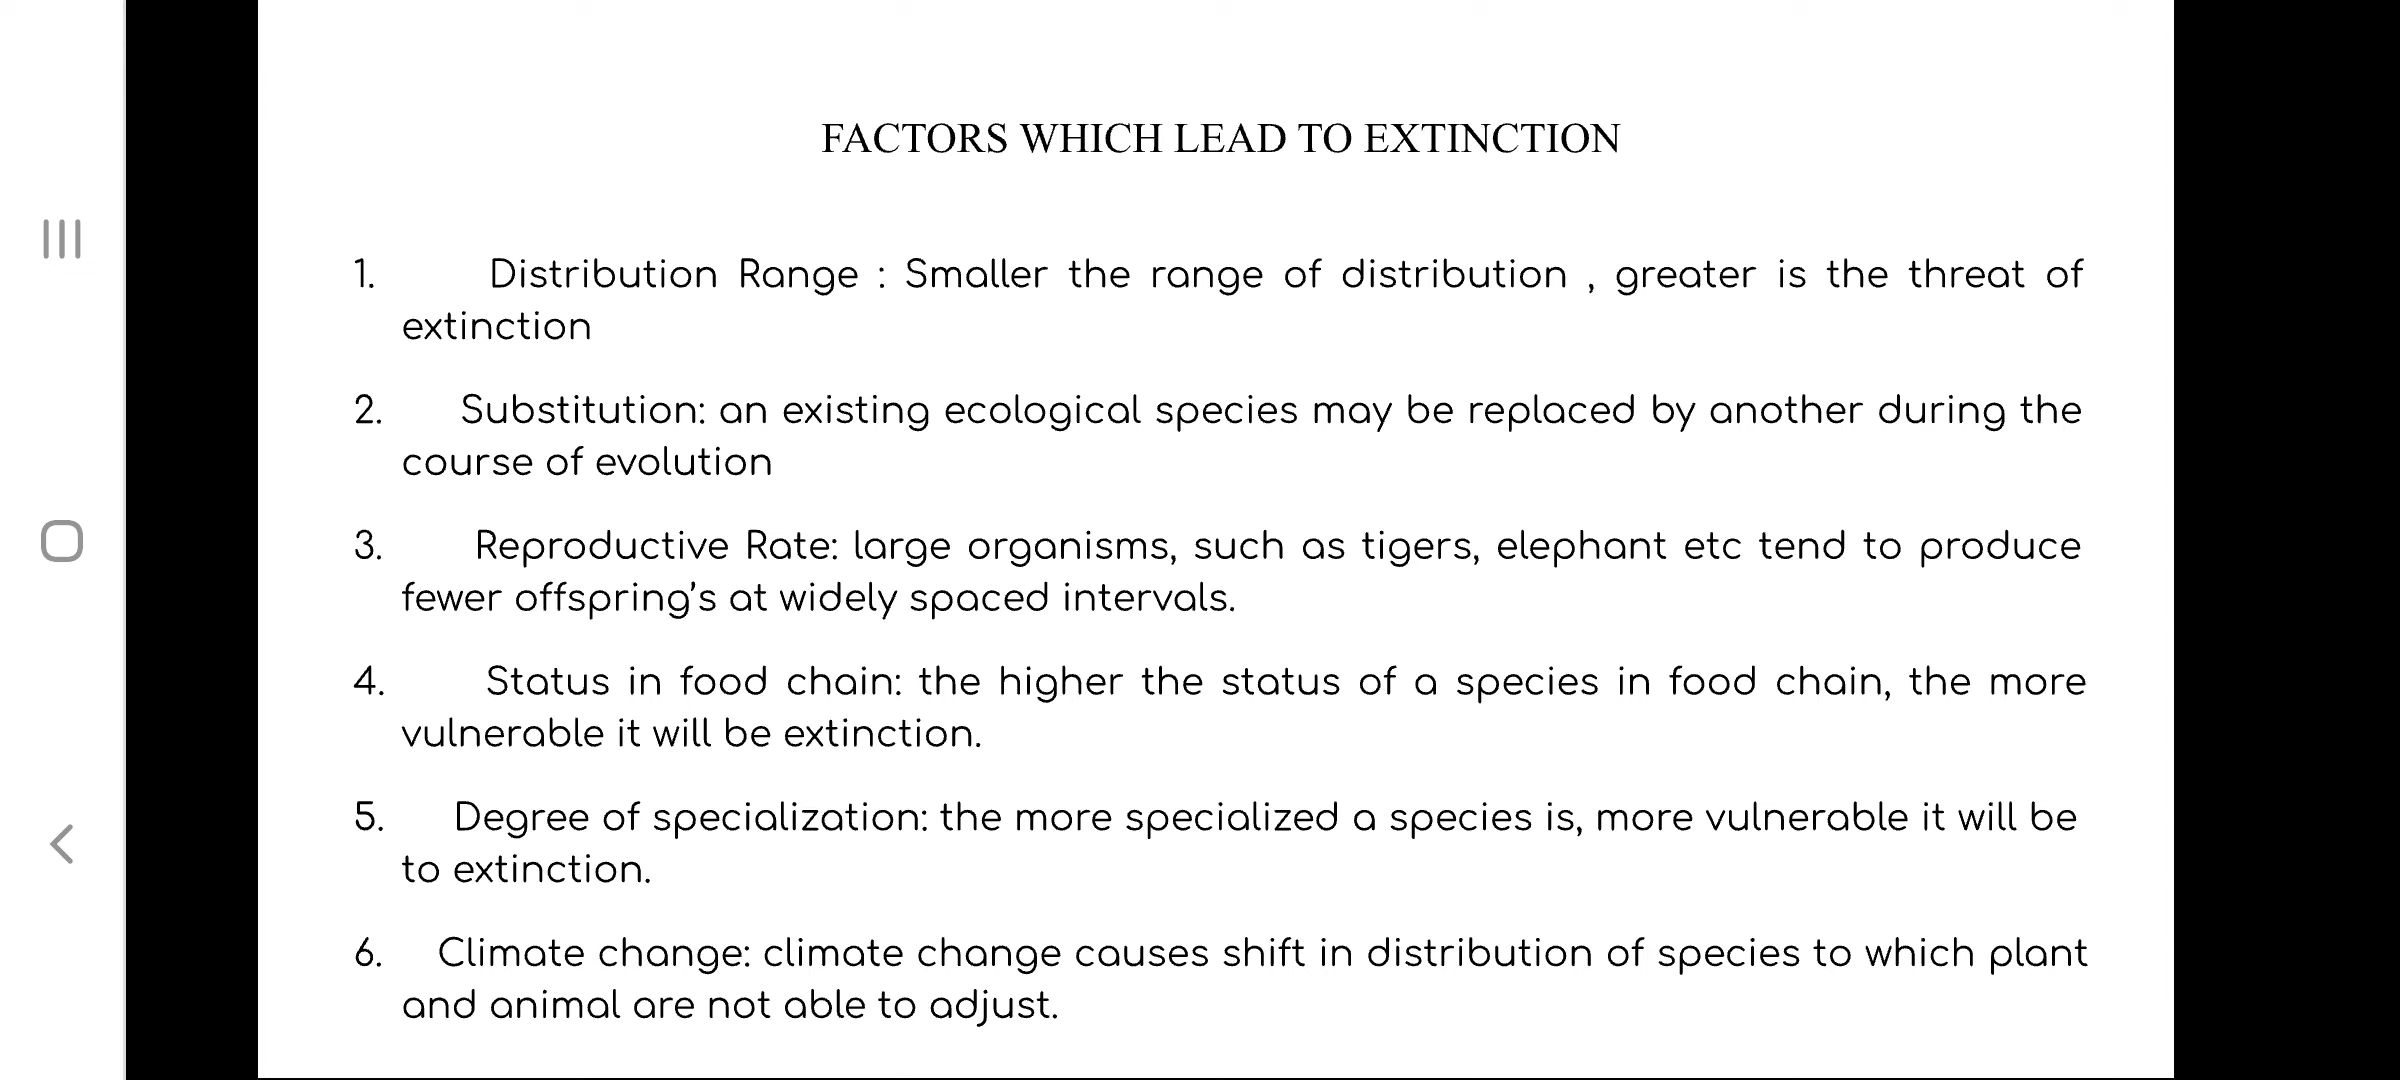 FACTORS WHICH LEAD TO EXTINCTION
1. Distribution Range : Smaller the range of distribution , greater is the threat of
extinction
2. Substitution: an existing ecological species may be replaced by another during the
course of evolution
3. Reproductive Rate: large organisms, such as tigers, elephant etc tend to produce
fewer offspring's at widely spaced intervals.
4. Status in food chain: the higher the status of a species in food chain, the more
vulnerable it will be extinction.
5. Degree of specialization: the more specialized a species is, more vulnerable it will be
to extinction.
6. Climate change: climate change causes shift in distribution of species to which plant
and animal are not able to adjust.